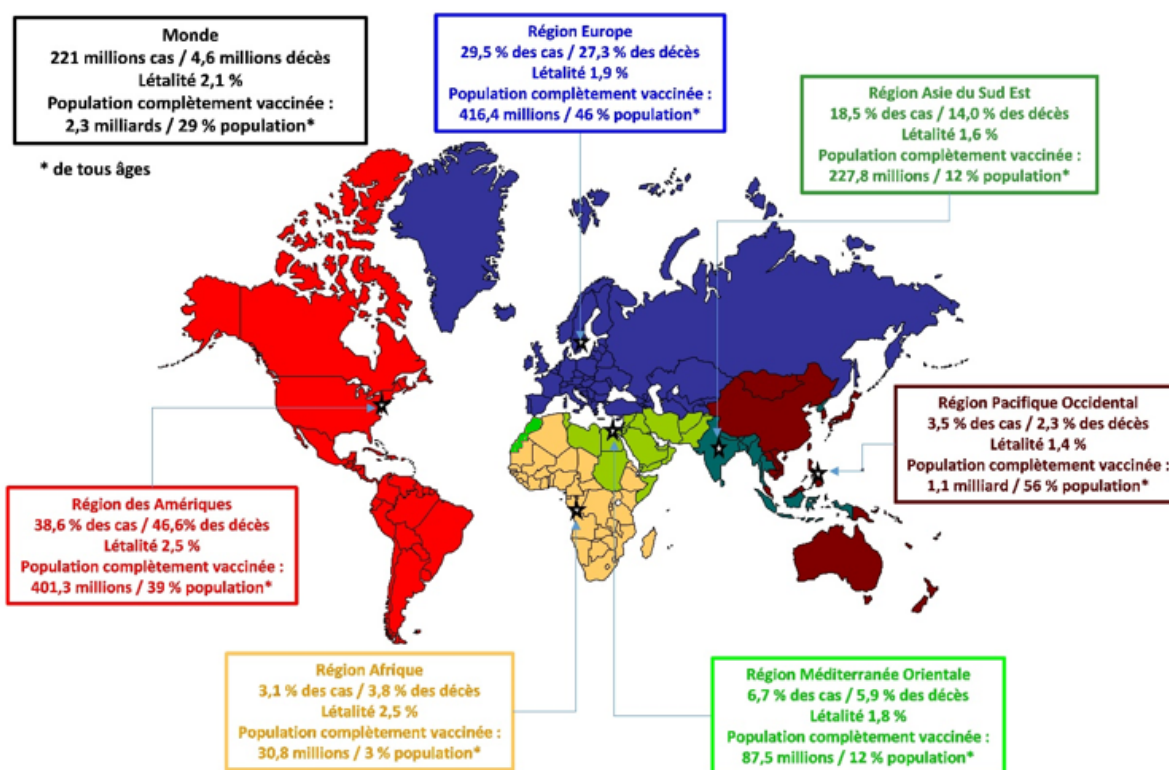 Monde
221 millions cas / 4,6 millions décès
Létalité 2,1 %
Population complètement vaccinée :
2,3 milliards / 29 % population*
* de tous âges
Région Europe
29,5 % des cas / 27,3 % des décès
Létalité 1,9 %
Population complètement vaccinée :
416,4 millions / 46 % population*
Région Asie du Sud Est
18,5 % des cas / 14,0 % des décès
Létalité 1,6 %
Population complètement vaccinée :
227,8 millions / 12 % population*
Région Pacifique Occidental
3,5 % des cas / 2,3 % des décès
Létalité 1,4 %
Population complètement vaccinée :
1,1 milliard / 56 % population*
Région des Amériques
38,6 % des cas / 46,6% des décès
Létalité 2,5 %
Population complètement vaccinée :
401,3 millions / 39 % population*
Région Afrique
3,1 % des cas / 3,8 % des décès
Létalité 2,5 %
Population complètement vaccinée :
30,8 millions / 3 % population*
Région Méditerranée Orientale
6,7 % des cas / 5,9 % des décès
Létalité 1,8 %
Population complètement vaccinée :
87,5 millions / 12 % population*